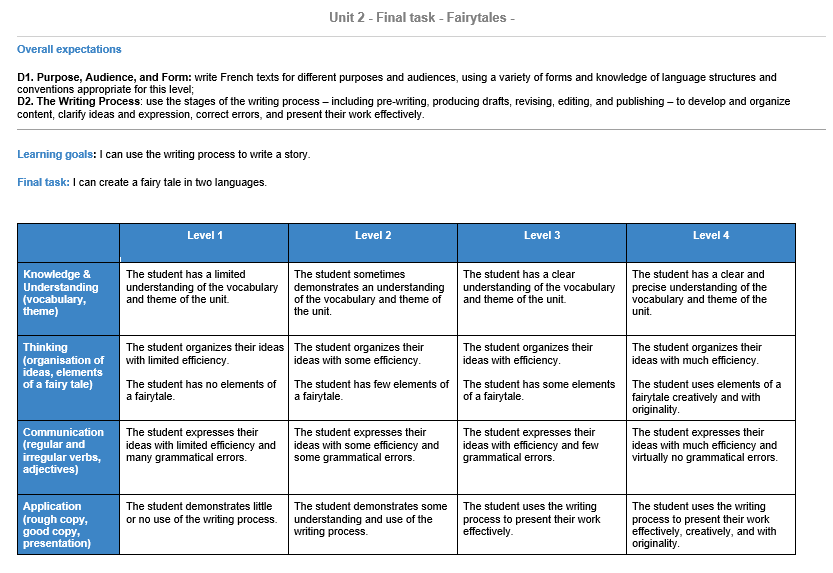 Unit 2 - Final task - Fairytales -
Overall expectations
D1. Purpose, Audience, and Form: write French texts for different purposes and audiences, using a variety of forms and knowledge of language structures and
conventions appropriate for this level;
D2. The Writing Process: use the stages of the writing process – including pre-writing, producing drafts, revising, editing, and publishing – to develop and organize
content, clarify ideas and expression, correct errors, and present their work effectively.
Learning goals: I can use the writing process to write a story.
Final task: I can create a fairy tale in two languages.
Level 1
Level 2
Level 3
Level 4
Knowledge &
Understanding
(vocabulary,
theme)
The student has a limited
understanding of the vocabulary
and theme of the unit.
The student sometimes
demonstrates an understanding
of the vocabulary and theme of
the unit.
The student has a clear
understanding of the vocabulary
and theme of the unit.
The student has a clear and
precise understanding of the
vocabulary and theme of the
unit.
Thinking
(organisation of
ideas, elements
of a fairy tale)
The student organizes their ideas
with limited efficiency.
The student has no elements of
a fairytale.
The student organizes their
ideas with some efficiency.
The student has few elements of
a fairytale.
The student organizes their
ideas with efficiency.
The student has some elements
of a fairytale.
The student organizes their
ideas with much efficiency.
The student uses elements of a
fairytale creatively and with
originality.
Communication
(regular and
irregular verbs,
adjectives)
The student expresses their
ideas with limited efficiency and
many grammatical errors.
The student expresses their
ideas with some efficiency and
some grammatical errors.
The student expresses their
ideas with efficiency and few
grammatical errors.
The student expresses their
ideas with much efficiency and
virtually no grammatical errors.
Application
(rough copy,
good copy,
presentation)
The student demonstrates little
or no use of the writing process.
The student demonstrates some
understanding and use of the
writing process.
The student uses the writing
process to present their work
effectively.
The student uses the writing
process to present their work
effectively, creatively, and with
originality.